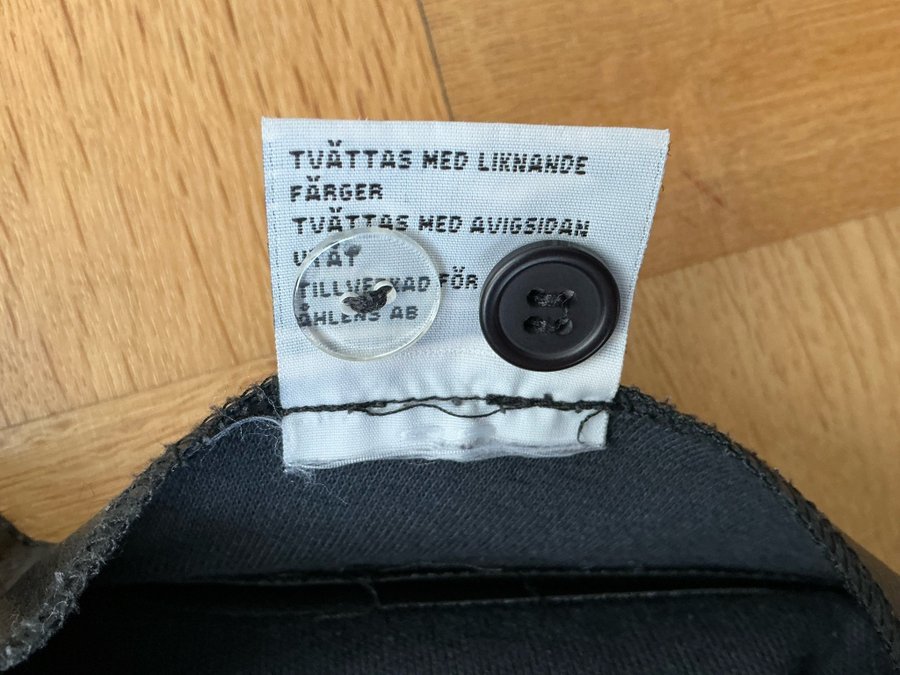 TVÄTTAS MED LIKNANDE
FÄRGER
TVÄTTAS MED AVIGSIDAN
UTÅT
TILLVERKAD FÖR
ÅHLENS AB